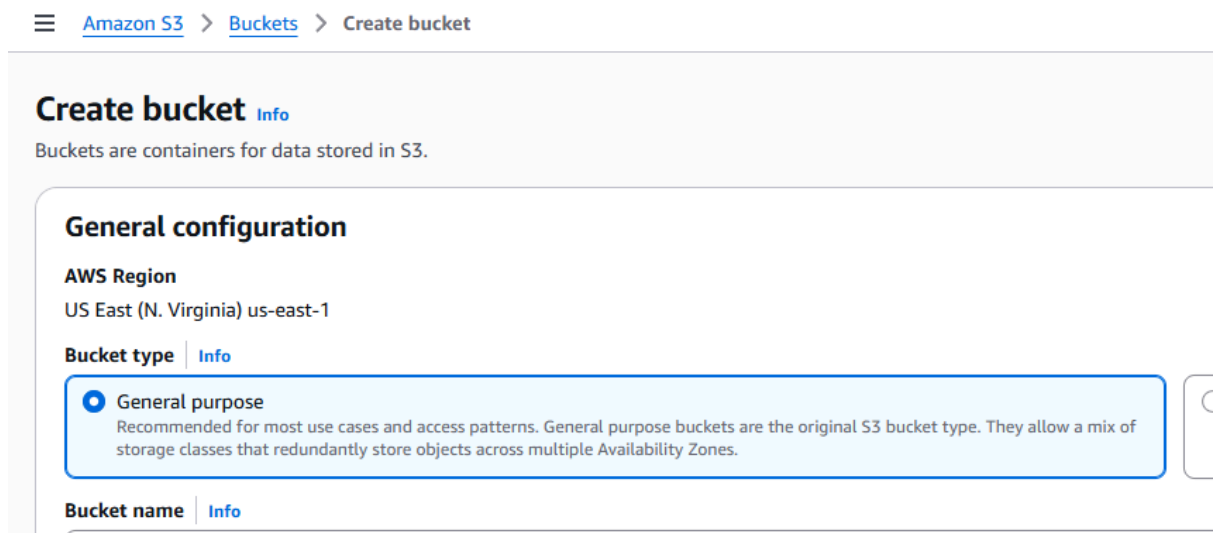 Amazon S3 > Buckets > Create bucket
Create bucket Info
Buckets are containers for data stored in S3.
General configuration
AWS Region
US East (N. Virginia) us-east-1
Bucket type Info
General purpose
Recommended for most use cases and access patterns. General purpose buckets are the original S3 bucket type. They allow a mix of
storage classes that redundantly store objects across multiple Availability Zones.
Bucket name Info